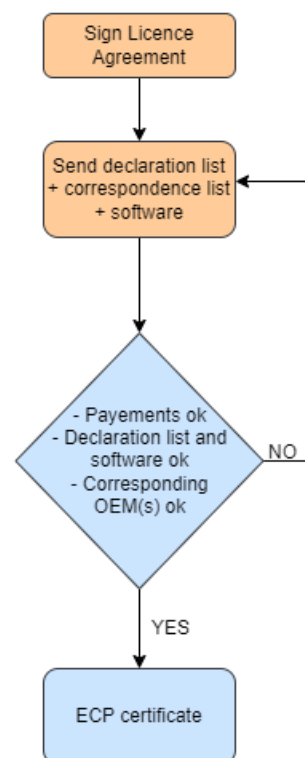 Sign Licence
Agreement
Send declaration list
+ correspondence list
+ software
- Payements ok
- Declaration list and
software ok
- Corresponding
OEM(s) ok
NO
YES
ECP certificate